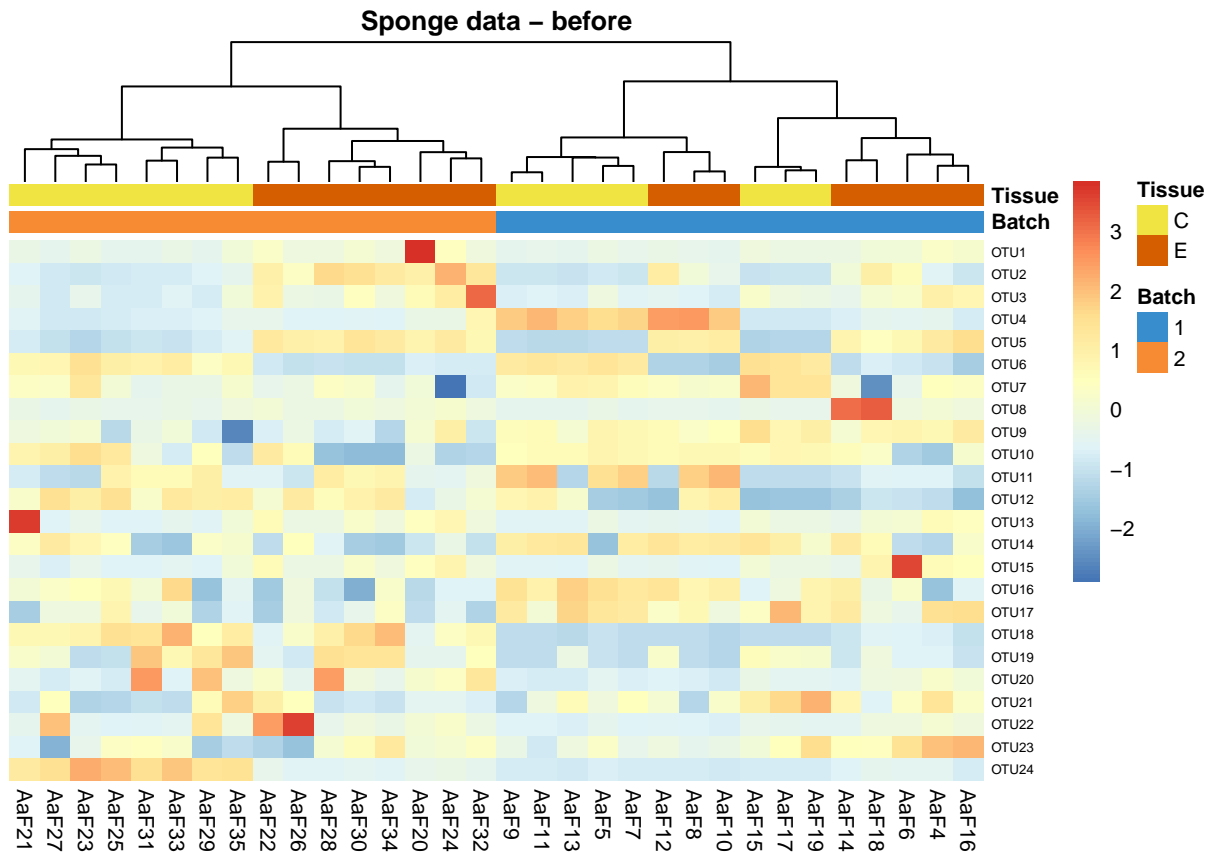 Sponge data – before
Tissue
Batch
OTU1
OTU2
OTU3
OTU4
OTU5
OTU6
OTU7
OTU8
OTU9
OTU10
OTU11
OTU12
OTU13
OTU14
OTU15
OTU16
OTU17
OTU18
OTU19
OTU20
OTU21
OTU22
OTU23
OTU24
AaF21
AaF27
AaF23
AaF25
AaF31
AaF33
AaF29
AaF35
AaF22
AaF26
AaF28
AaF30
AaF34
AaF20
AaF24
AaF32
AaF9
AaF11
AaF13
AaF5
AaF7
AaF12
AaF8
AaF10
AaF15
AaF17
AaF19
AaF14
AaF18
AaF6
AaF4
AaF16
3
2
1
0
−1
−2
Tissue
C
E
Batch
1
2